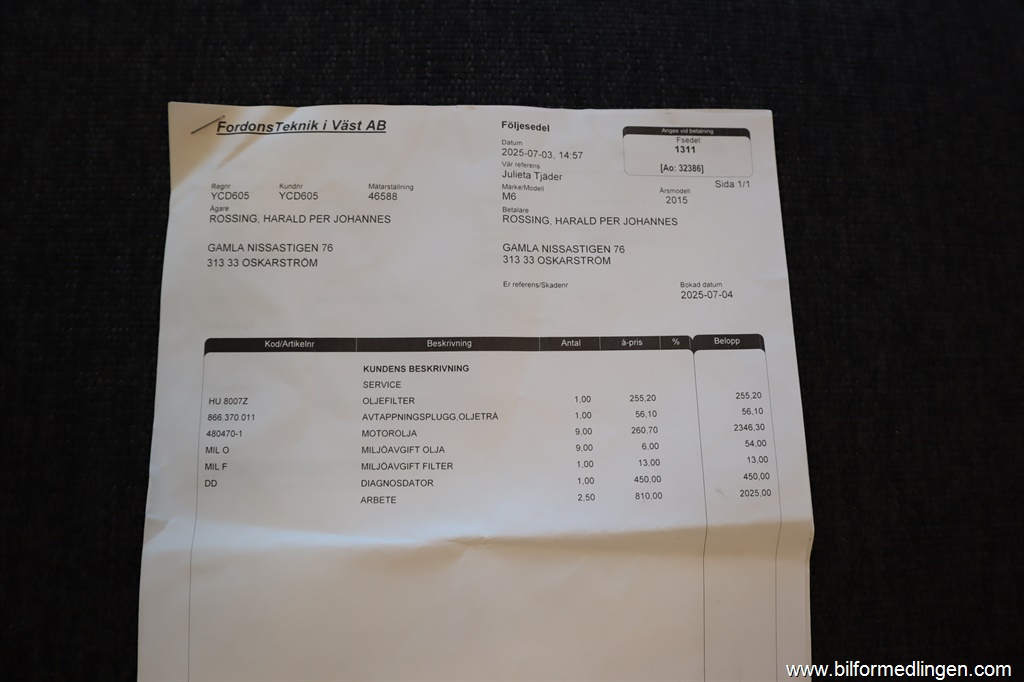 FordonsTeknik i Väst AB
Följesedel
Anges vid betalning
Fsedel
1311
[Ao: 32386]
Datum
2025-07-03, 14:57
Vår referens
Julieta Tjäder
Sida 1/1
Regnr Kundnr Mätarställning
YCD605 YCD605 46588
Märke/Modell Årsmodell
M6 2015
Ägare
ROSSING, HARALD PER JOHANNES
GAMLA NISSASTIGEN 76
313 33 OSKARSTRÖM
Betalare
ROSSING, HARALD PER JOHANNES
GAMLA NISSASTIGEN 76
313 33 OSKARSTRÖM
Er referens/Skadenr
Bokad datum
2025-07-04
Kod/Artikelnr Beskrivning Antal à-pris % Belopp
KUNDENS BESKRIVNING
SERVICE
HU 8007Z OLJEFILTER 1,00 255,20 255,20
866.370.011 AVTAPPNINGSPLUGG,OLJETRÅ 1,00 56,10 56,10
480470-1 MOTOROLJA 9,00 260,70 2346,30
MIL O MILJÖAVGIFT OLJA 9,00 6,00 54,00
MIL F MILJÖAVGIFT FILTER 1,00 13,00 13,00
DD DIAGNOSDATOR 1,00 450,00 450,00
ARBETE 2,50 810,00 2025,00
www.bilformedlingen.com